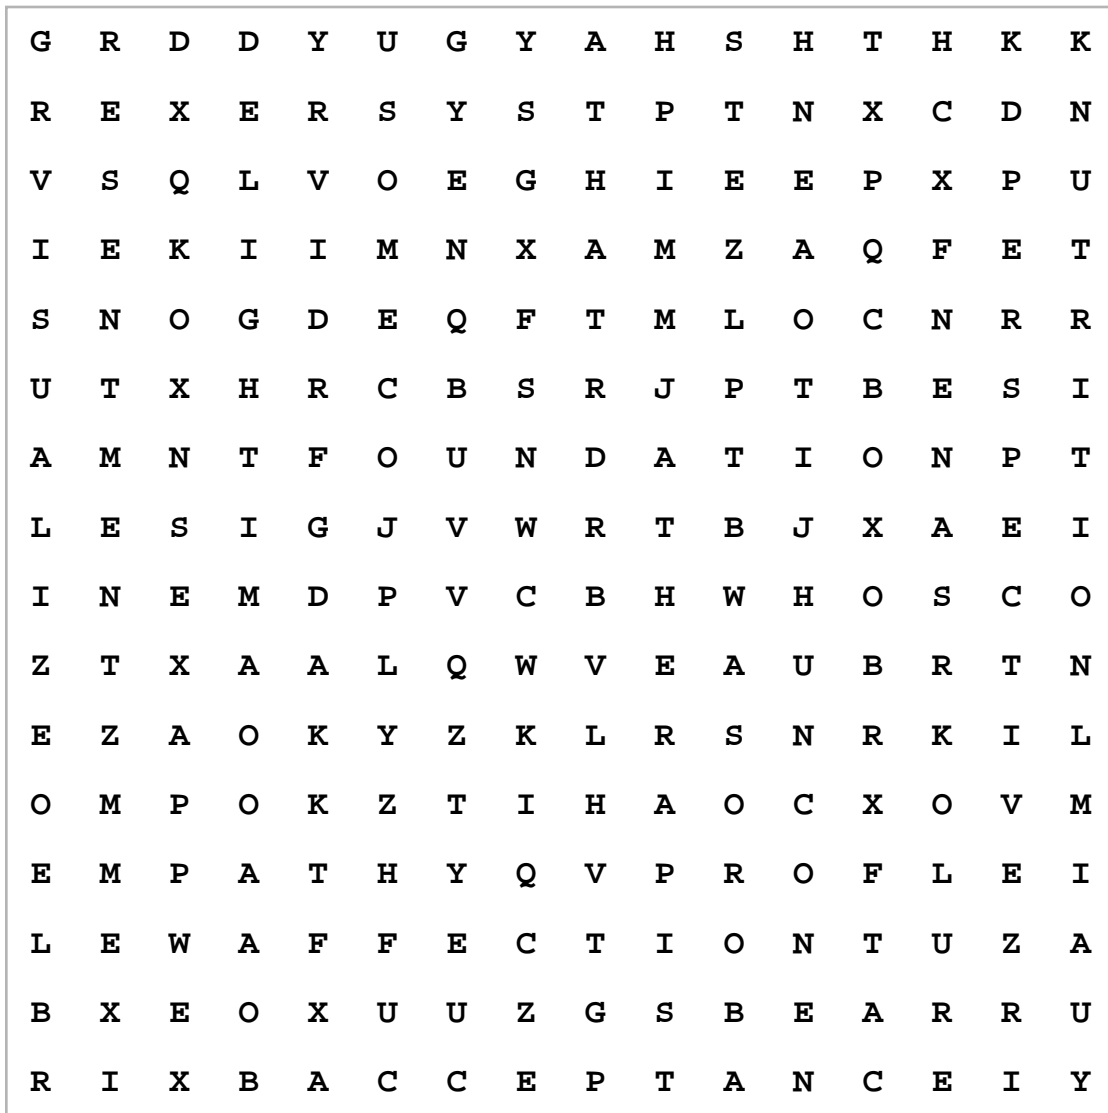 G R D D Y U G Y A H S H T H K K
R E X E R S Y S T P T N X C D N
V S Q L V O E G H I E E P X P U
I E K I I M N X A M Z A Q F E T
S N O G D E Q F T M L O C N R R
U T X H R C B S R J P T B E S I
A M N T F O U N D A T I O N P T
L E S I G J V W R T B J X A E I
I N E M D P V C B H W H O S C O
Z T X A A L Q W V E A U B R T N
E Z A O K Y Z K L R S N R K I L
O M P O K Z T I H A O C X O V M
E M P A T H Y Q V P R O F L E I
L E W A F F E C T I O N T U Z A
B X E O X U U Z G S B E A R R U
R I X B A C C E P T A N C E I Y